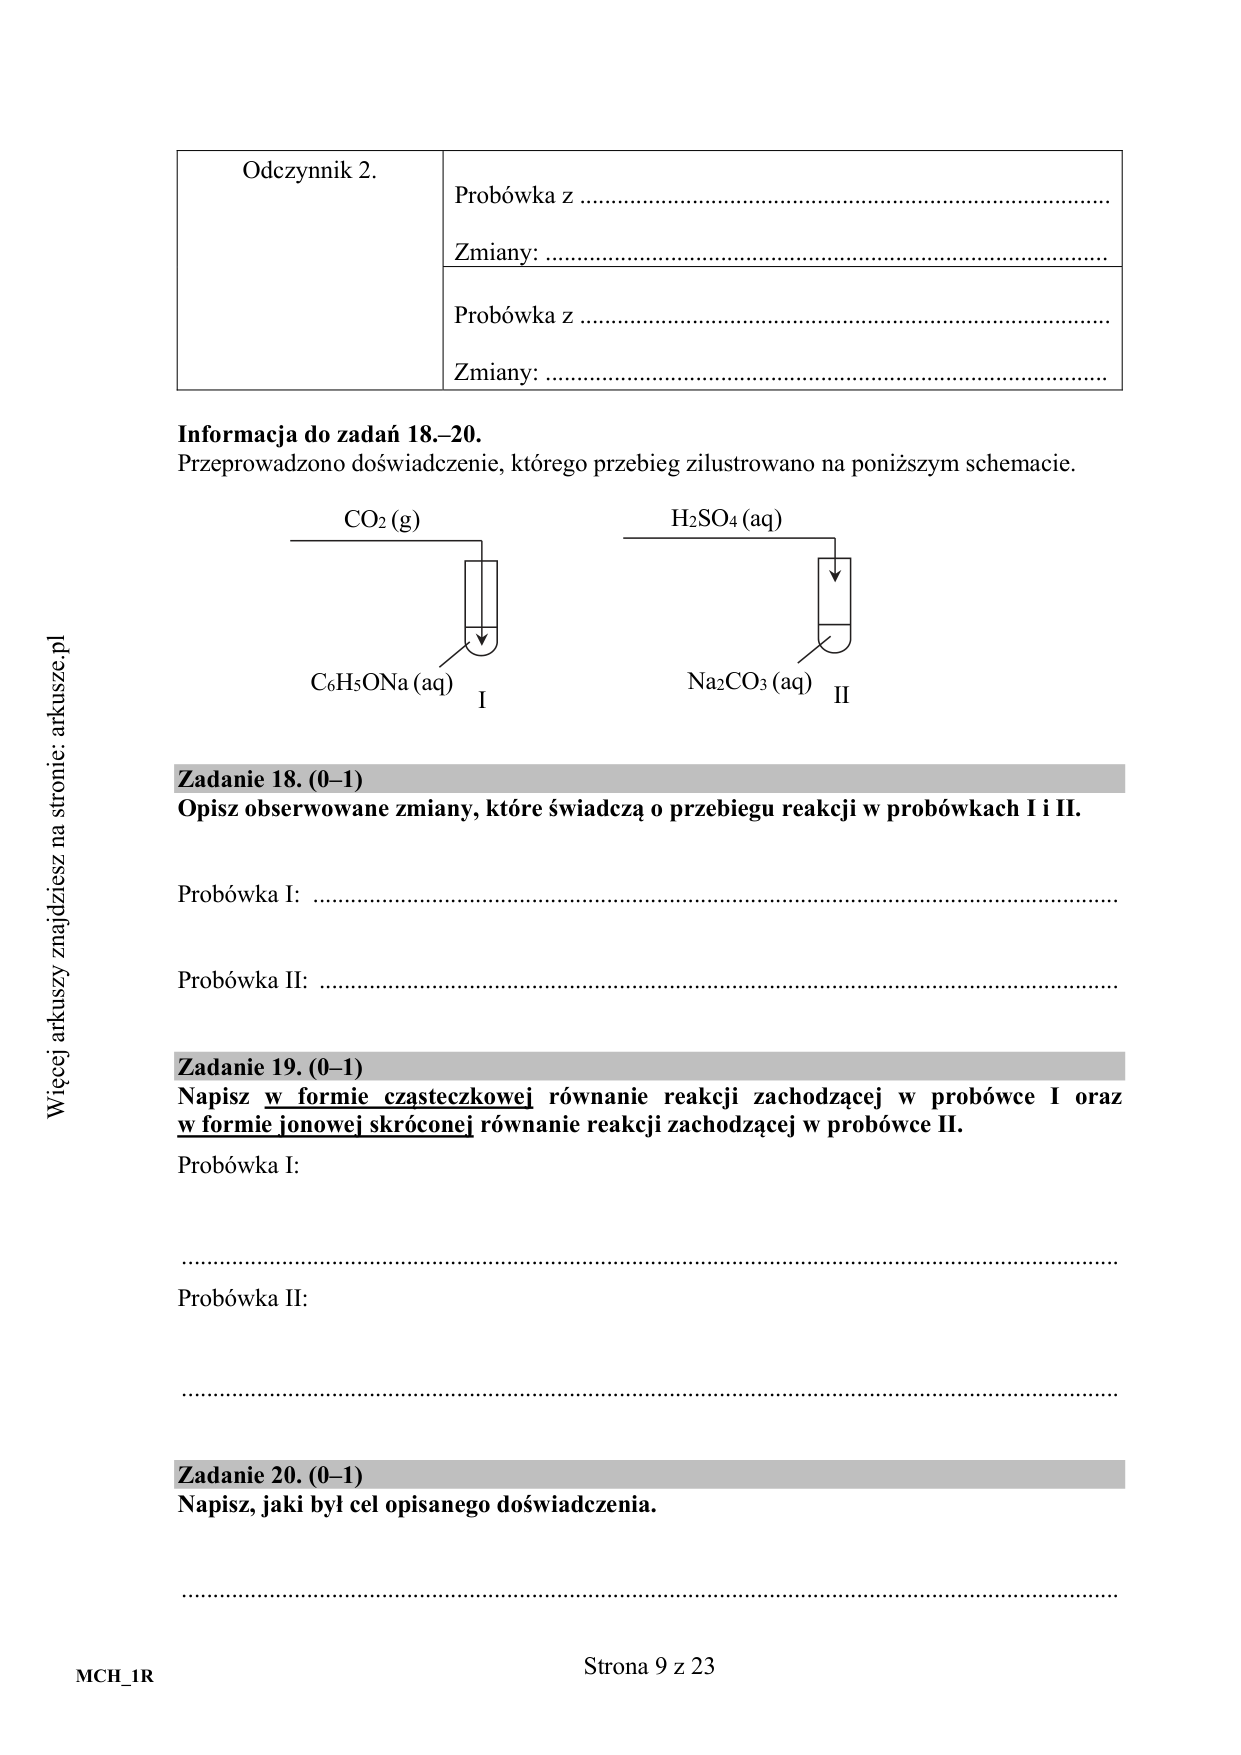 Odczynnik 2.
Probówka z .....................................................................................
Zmiany: ..........................................................................................
Probówka z .....................................................................................
Zmiany: ..........................................................................................
Informacja do zadań 18.–20.
Przeprowadzono doświadczenie, którego przebieg zilustrowano na poniższym schemacie.
CO₂ (g)
H₂SO₄ (aq)
C₆H₅ONa (aq)
I
Na₂CO₃ (aq)
II
Zadanie 18. (0–1)
Opisz obserwowane zmiany, które świadczą o przebiegu reakcji w probówkach I i II.
Probówka I: .................................................................................................................................
Probówka II: ................................................................................................................................
Zadanie 19. (0–1)
Napisz w formie cząsteczkowej równanie reakcji zachodzącej w probówce I oraz
w formie jonowej skróconej równanie reakcji zachodzącej w probówce II.
Probówka I:
......................................................................................................................................................
Probówka II:
......................................................................................................................................................
Zadanie 20. (0–1)
Napisz, jaki był cel opisanego doświadczenia.
......................................................................................................................................................
MCH_1R
Strona 9 z 23
Więcej arkuszy znajdziesz na stronie: arkusze.pl